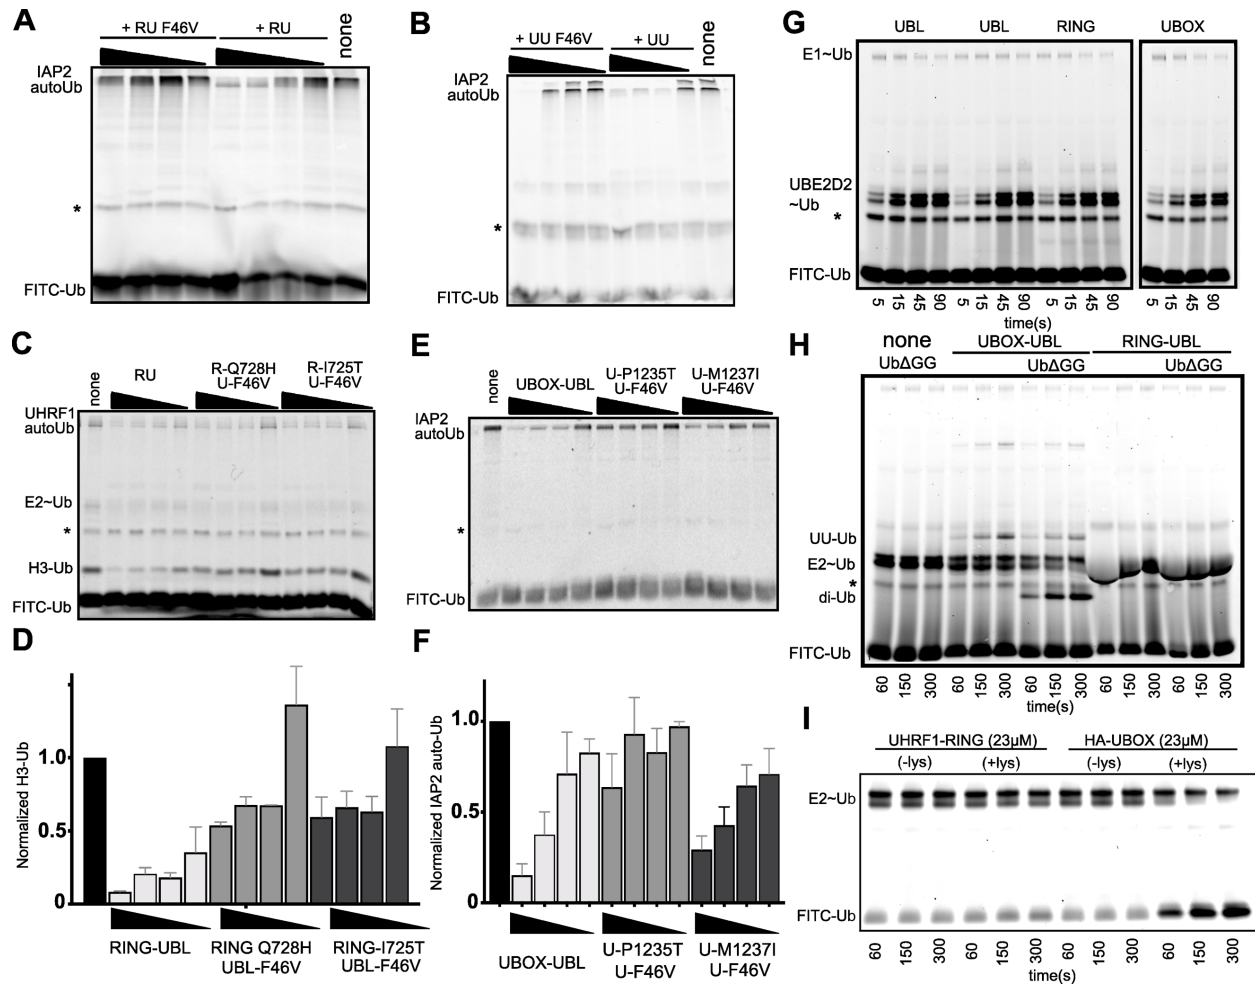 A
+ RU F46V
+ RU
none
IAP2
autoUb
*
FITC-Ub
B
+ UU F46V
+ UU
none
IAP2
autoUb
*
FITC-Ub
G
UBL
UBL
RING
UBOX
E1~Ub
UBE2D2
~Ub
*
FITC-Ub
5 15 45 90 5 15 45 90 5 15 45 90 5 15 45 90
time(s)
C
none
RU
R-Q728H
U-F46V
R-I725T
U-F46V
UHRF1
autoUb
E2~Ub
*
H3-Ub
FITC-Ub
E
none
UBOX-UBL
U-P1235T
U-F46V
U-M1237I
U-F46V
IAP2
autoUb
*
FITC-Ub
H
none
UBOX-UBL
RING-UBL
UbΔGG
UbΔGG
UbΔGG
UU-Ub
E2~Ub
*
di-Ub
FITC-Ub
60 150 300 60 150 300 60 150 300 60 150 300 60 150 300
time(s)
D
Normalized H3-Ub
1.0
0.5
0
RING-UBL
RING Q728H
UBL-F46V
RING-I725T
UBL-F46V
F
Normalized IAP2 auto-Ub
1.0
0.5
0
UBOX-UBL
U-P1235T
U-F46V
U-M1237I
U-F46V
I
UHRF1-RING (23µM)
HA-UBOX (23µM)
(-lys)
(+lys)
(-lys)
(+lys)
E2~Ub
FITC-Ub
60 150 300 60 150 300 60 150 300 60 150 300
time(s)